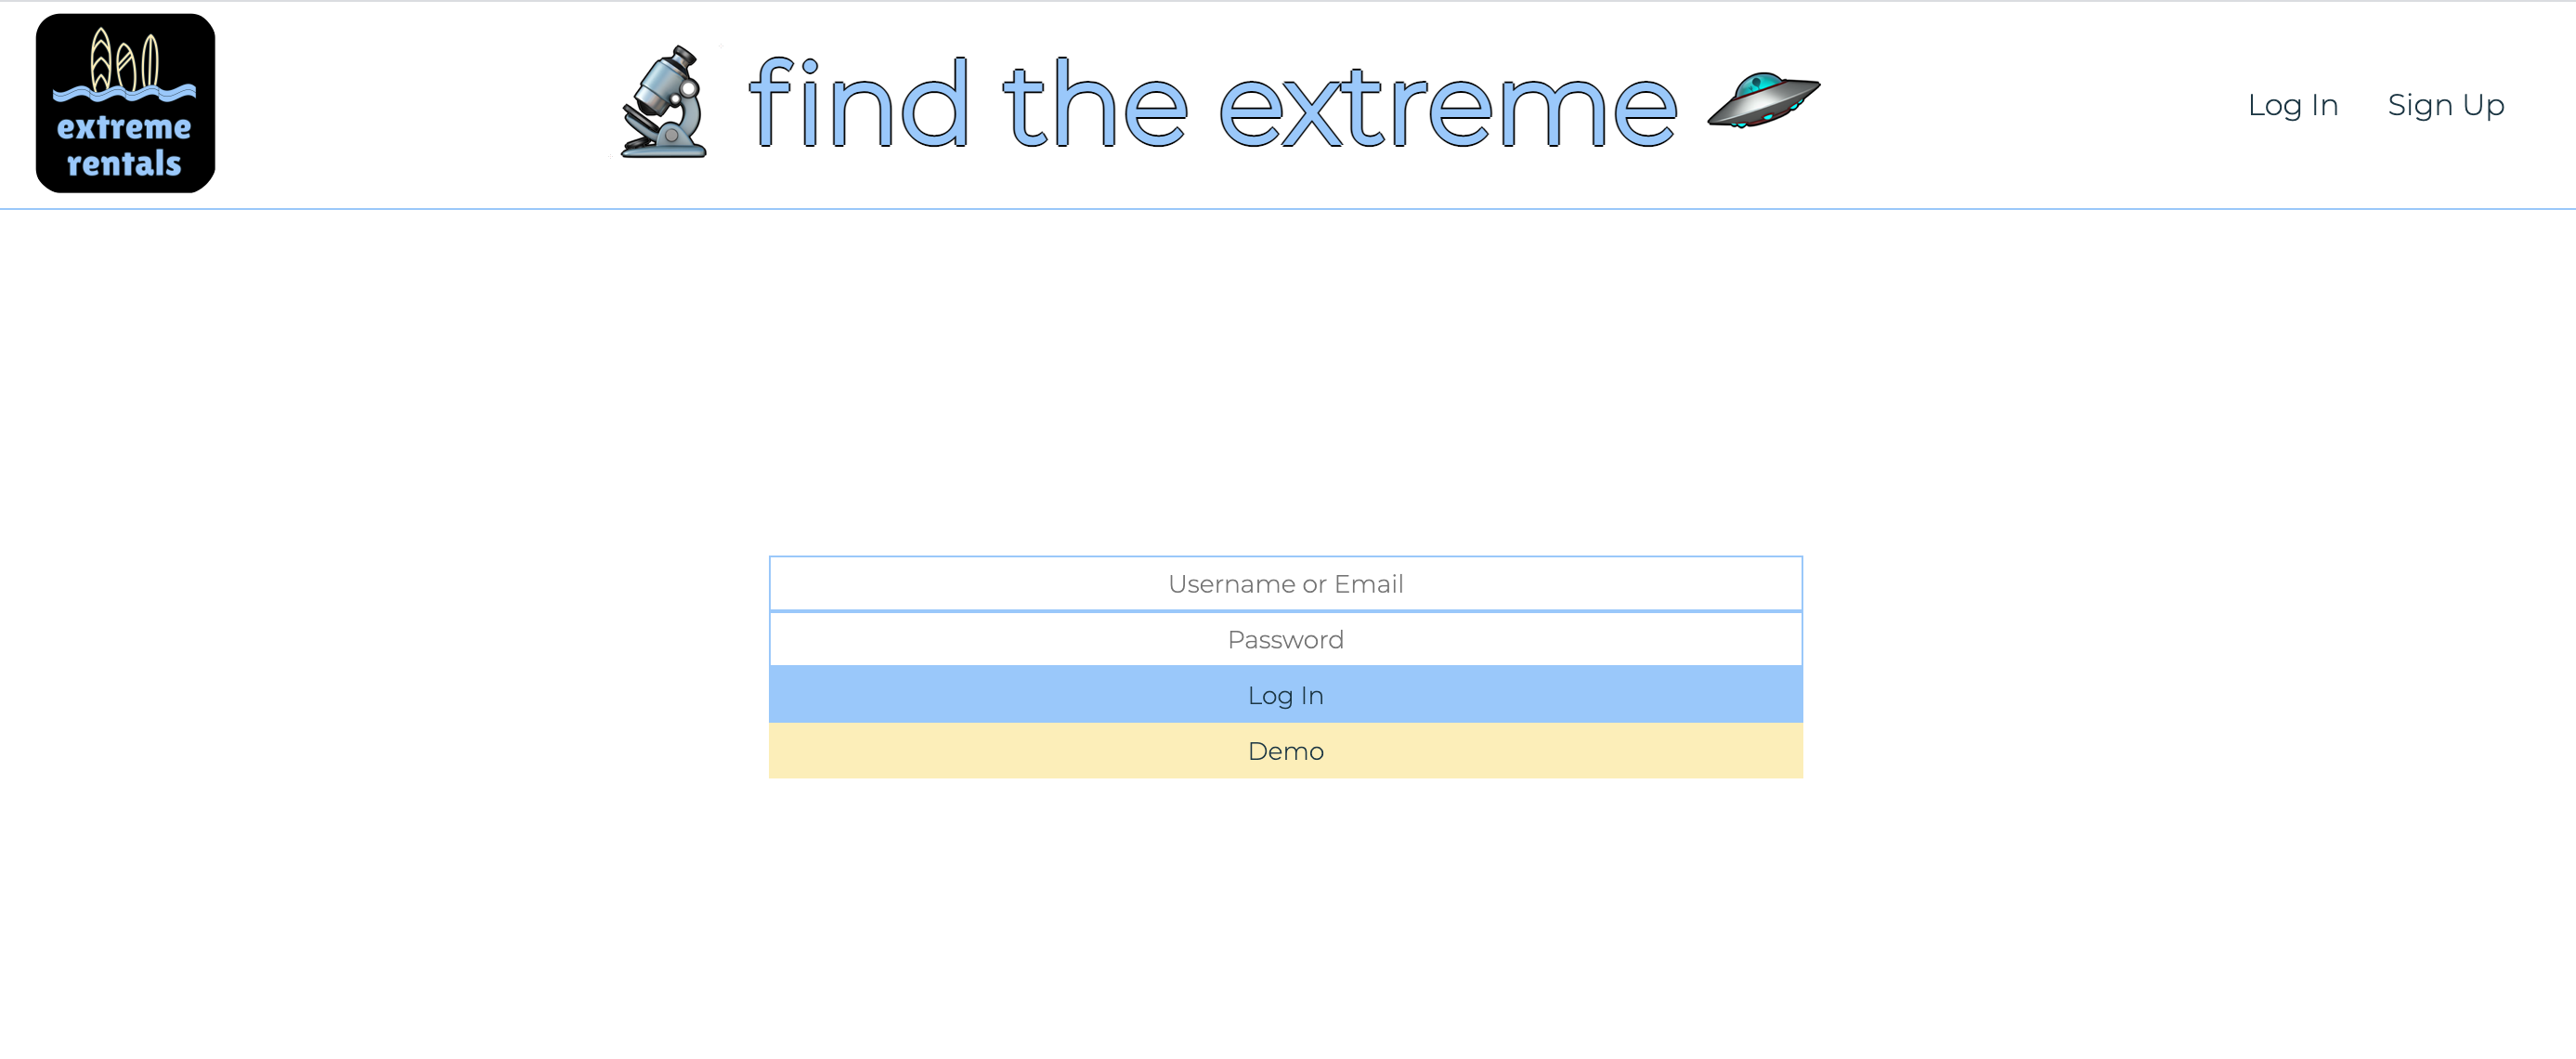 extreme
rentals
find the extreme
Log In
Sign Up
Username or Email
Password
Log In
Demo